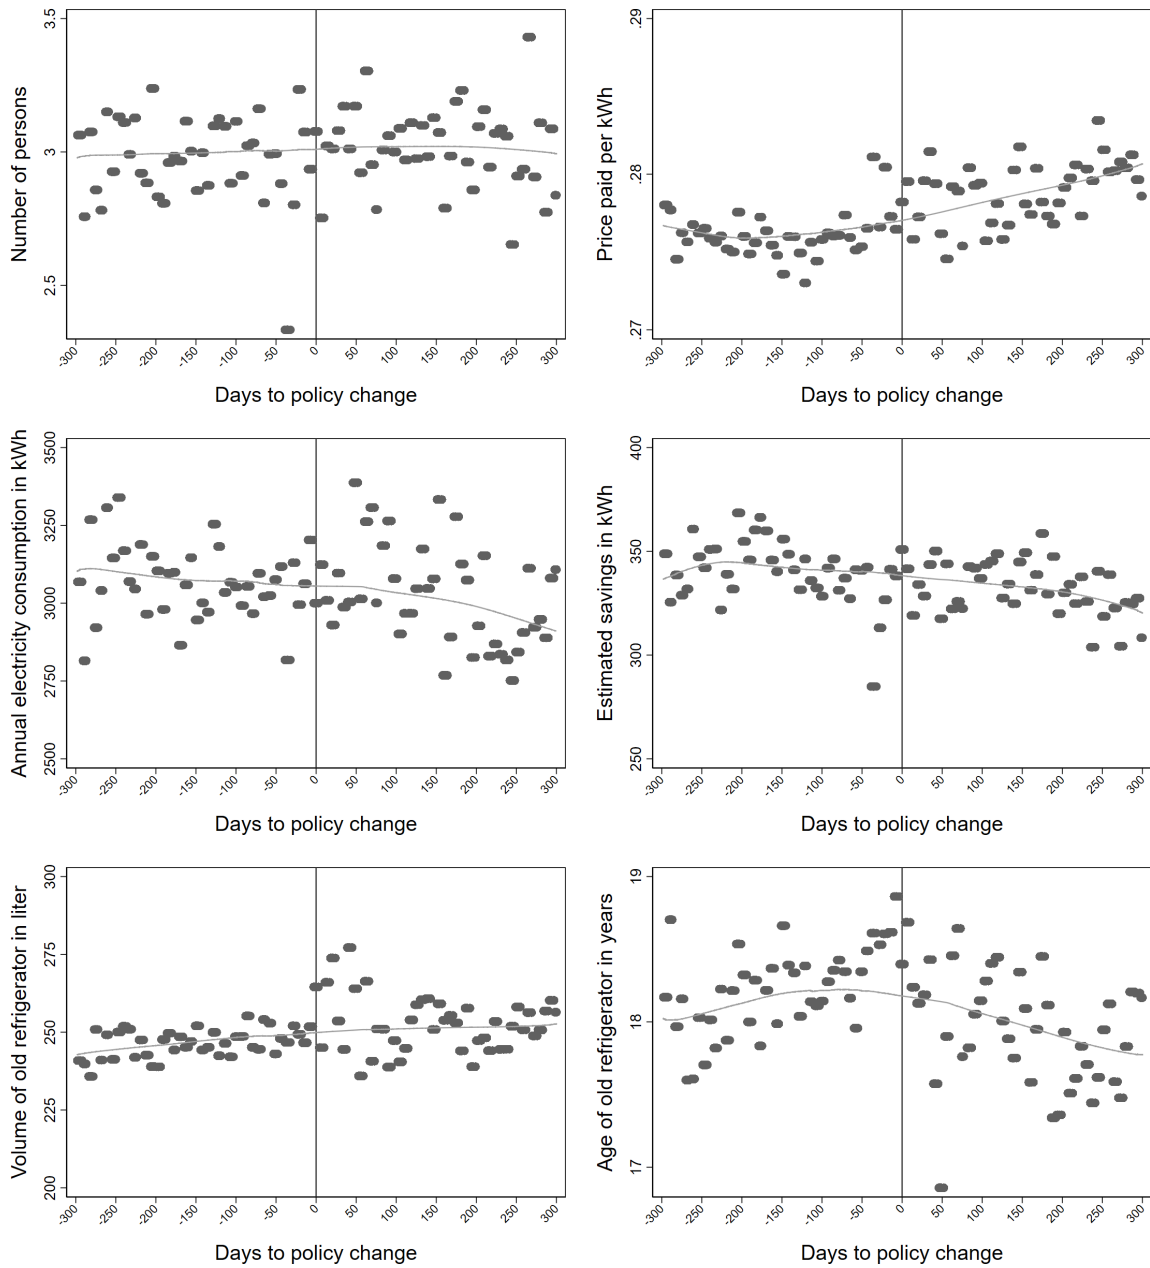 Number of persons
3.5
3
2.5
-300 -250 -200 -150 -100 -50 0 50 100 150 200 250 300
Days to policy change
Price paid per kWh
.29
.28
.27
-300 -250 -200 -150 -100 -50 0 50 100 150 200 250 300
Days to policy change
Annual electricity consumption in kWh
3500
3250
3000
2750
2500
-300 -250 -200 -150 -100 -50 0 50 100 150 200 250 300
Days to policy change
Estimated savings in kWh
400
350
300
250
-300 -250 -200 -150 -100 -50 0 50 100 150 200 250 300
Days to policy change
Volume of old refrigerator in liter
300
275
250
225
200
-300 -250 -200 -150 -100 -50 0 50 100 150 200 250 300
Days to policy change
Age of old refrigerator in years
19
18
17
-300 -250 -200 -150 -100 -50 0 50 100 150 200 250 300
Days to policy change